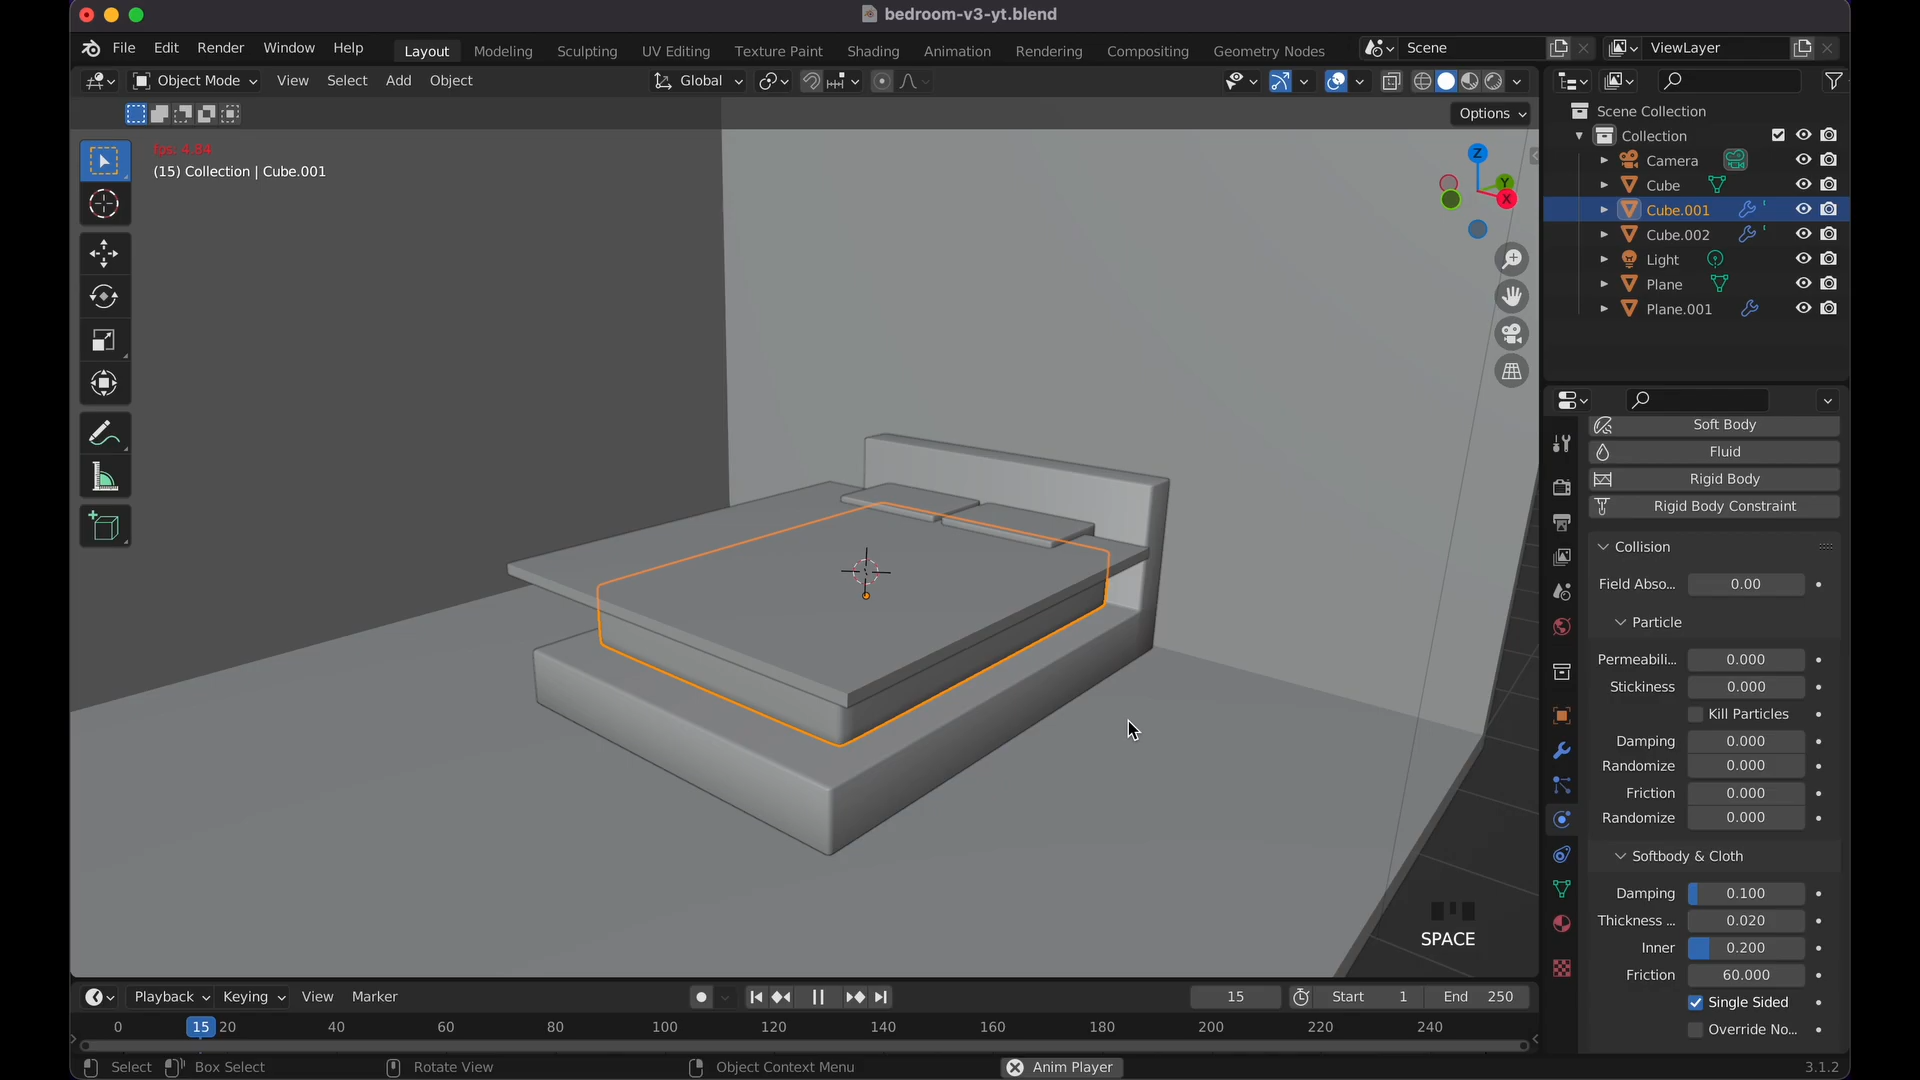 bedroom-v3-yt.blend
File Edit Render Window Help Layout Modeling Sculpting UV Editing Texture Paint Shading Animation Rendering Compositing Geometry Nodes Scene ViewLayer
Object Mode View Select Add Object Global
Options
fps: 4.84
(15) Collection | Cube.001
Z
Y
X
Scene Collection
Collection
Camera
Cube
Cube.001
Cube.002
Light
Plane
Plane.001
Soft Body
Fluid
Rigid Body
Rigid Body Constraint
Collision
Field Abso... 0.00
Particle
Permeabili... 0.000
Stickiness 0.000
Kill Particles
Damping 0.000
Randomize 0.000
Friction 0.000
Randomize 0.000
Softbody & Cloth
Damping 0.100
Thickness ... 0.020
Inner 0.200
Friction 60.000
Single Sided
Override No...
SPACE
Playback Keying View Marker 15 Start 1 End 250
0 15 20 40 60 80 100 120 140 160 180 200 220 240
Select Box Select Rotate View Object Context Menu Anim Player 3.1.2